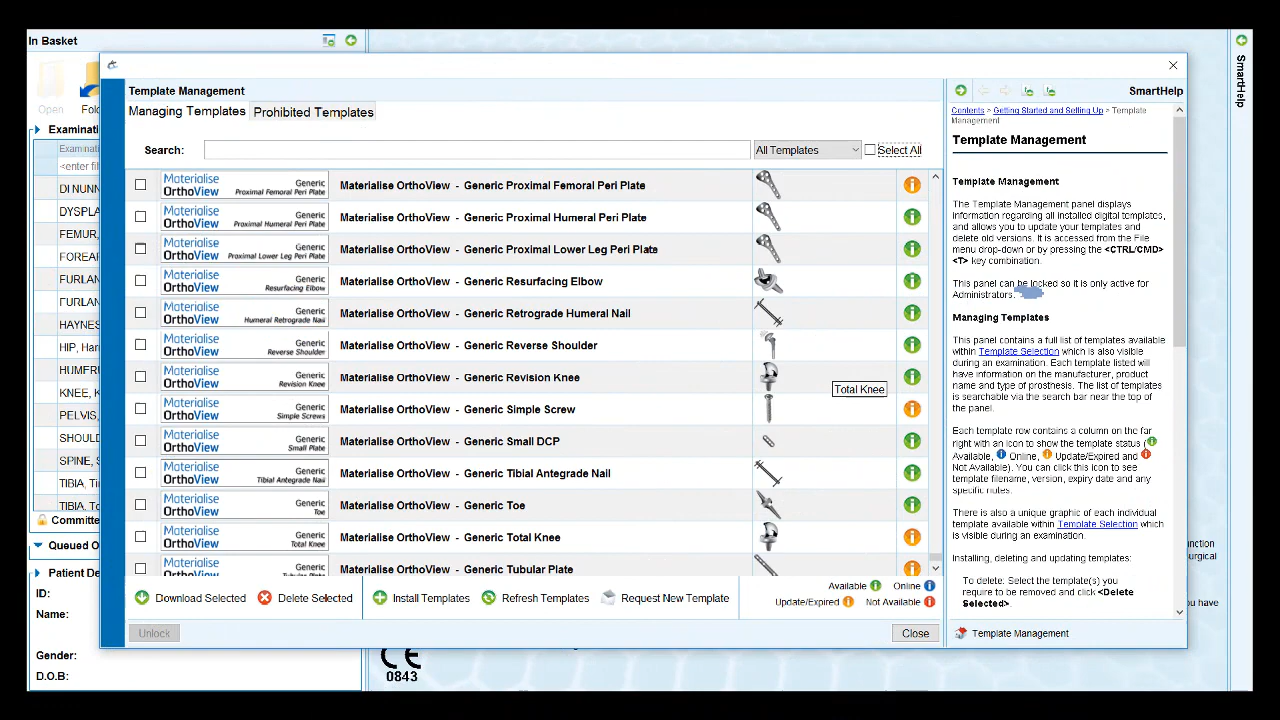 In Basket
Open
Fold
Examinati
Examinatio
<enter fil
DI NUNN
DYSPLA
FEMUR,
FOREAR
FURLAN
FURLAN
HAYNES
HIP, Har
HUMFRE
KNEE, K
PELVIS,
SHOULD
SPINE, S
TIBIA, Ti
TIBIA, To
Committe
Queued O
Patient De
ID:
Name:
Gender:
D.O.B:
Template Management
Managing Templates
Prohibited Templates
Search:
All Templates
Select All
Materialise OrthoView Generic Proximal Femoral Peri Plate
Materialise OrthoView - Generic Proximal Femoral Peri Plate
Materialise OrthoView Generic Proximal Humeral Peri Plate
Materialise OrthoView - Generic Proximal Humeral Peri Plate
Materialise OrthoView Generic Proximal Lower Leg Peri Plate
Materialise OrthoView - Generic Proximal Lower Leg Peri Plate
Materialise OrthoView Generic Resurfacing Elbow
Materialise OrthoView - Generic Resurfacing Elbow
Materialise OrthoView Generic Humeral Retrograde Nail
Materialise OrthoView - Generic Retrograde Humeral Nail
Materialise OrthoView Generic Reverse Shoulder
Materialise OrthoView - Generic Reverse Shoulder
Materialise OrthoView Generic Revision Knee
Materialise OrthoView - Generic Revision Knee
Total Knee
Materialise OrthoView Generic Simple Screws
Materialise OrthoView - Generic Simple Screw
Materialise OrthoView Generic Small Plate
Materialise OrthoView - Generic Small DCP
Materialise OrthoView Generic Tibial Antegrade Nail
Materialise OrthoView - Generic Tibial Antegrade Nail
Materialise OrthoView Generic Toe
Materialise OrthoView - Generic Toe
Materialise OrthoView Generic Total Knee
Materialise OrthoView - Generic Total Knee
Materialise OrthoView Generic Tubular Plate
Materialise OrthoView - Generic Tubular Plate
Download Selected
Delete Selected
Install Templates
Refresh Templates
Request New Template
Available
Online
Update/Expired
Not Available
Unlock
Close
SmartHelp
Contents > Getting Started and Setting Up > Template
Management
Template Management
Template Management
The Template Management panel displays
information regarding all installed digital templates,
and allows you to update your templates and
delete old versions. It is accessed from the File
menu drop-down or by pressing the <CTRL/CMD>
<T> key combination.
This panel can be locked so it is only active for
Administrators.
Managing Templates
This panel contains a full list of templates available
within Template Selection which is also visible
during an examination. Each template listed will
have information on the manufacturer, product
name and type of prosthesis. The list of templates
is searchable via the search bar near the top of
the panel.
Each template row contains a column on the far
right with an icon to show the template status (
Available, Online, Update/Expired and
Not Available). You can click this icon to see
template filename, version, expiry date and any
specific notes.
There is also a unique graphic of each individual
template available within Template Selection which
is visible during an examination.
Installing, deleting and updating templates:
To delete: Select the template(s) you
require to be removed and click <Delete
Selected>.
Template Management
SmartHelp
nction
urgical
u have
CE
0843